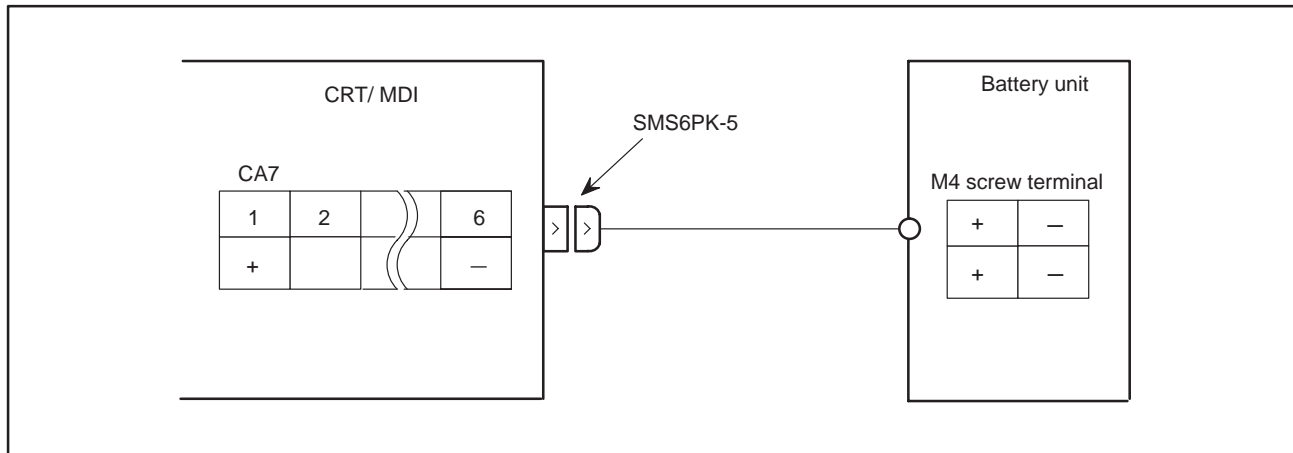 CRT/ MDI
Battery unit
SMS6PK-5
CA7
M4 screw terminal
1 2 6
+ —
+ —
+ —